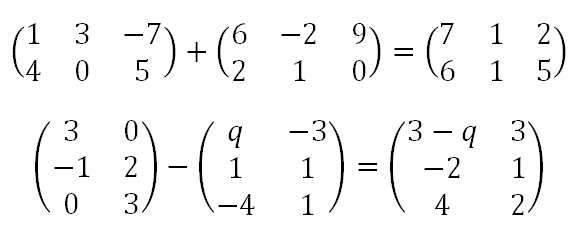 (1 3 −7) + (6 −2 9) = (7 1 2)
(4 0 5) (2 1 0) (6 1 5)
(3 0) − (q −3) = (3 − q 3)
(−1 2) (1 1) (−2 1)
(0 3) (−4 1) (4 2)